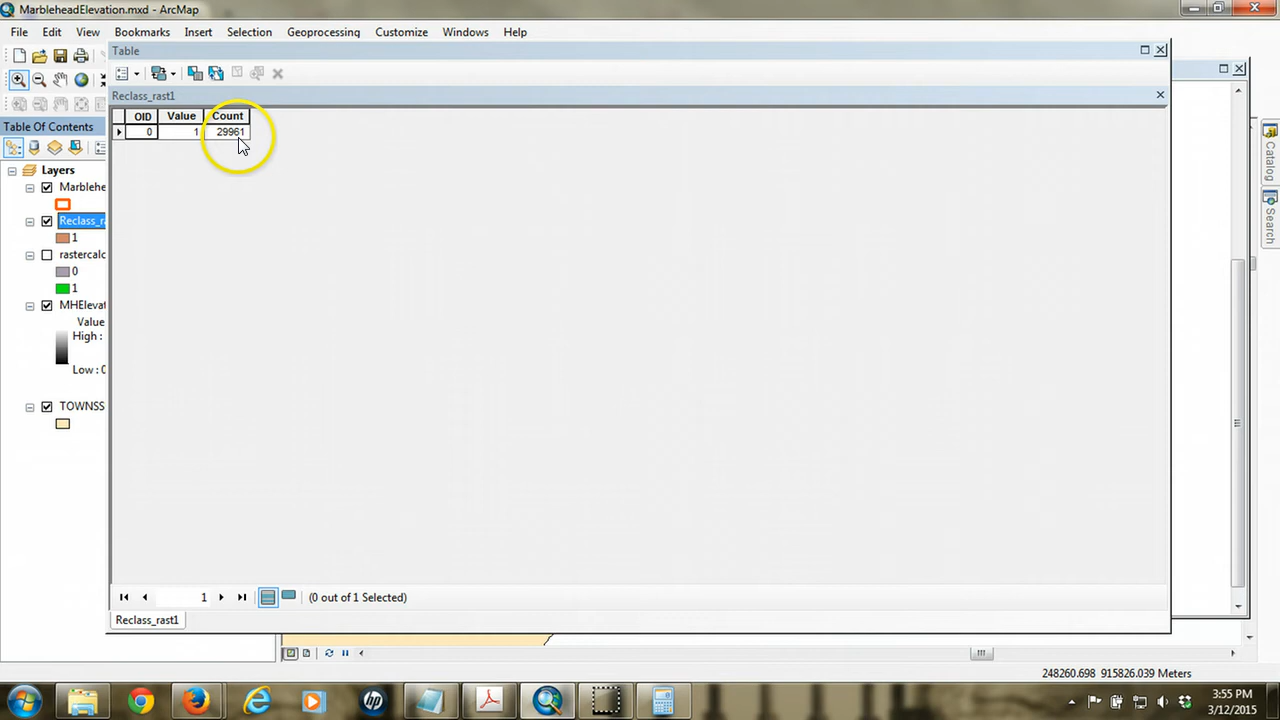 MarbleheadElevation.mxd - ArcMap
File Edit View Bookmarks Insert Selection Geoprocessing Customize Windows Help
Table
Reclass_rast1
OID Value Count
0 1 29961
Table Of Contents
Layers
Marblehe
Reclass_ra
1
rastercalc
0
1
MHElevat
Value
High :
Low : 0
TOWNSS
Catalog
Search
1 (0 out of 1 Selected)
Reclass_rast1
248260.698 915826.039 Meters
3:55 PM
3/12/2015